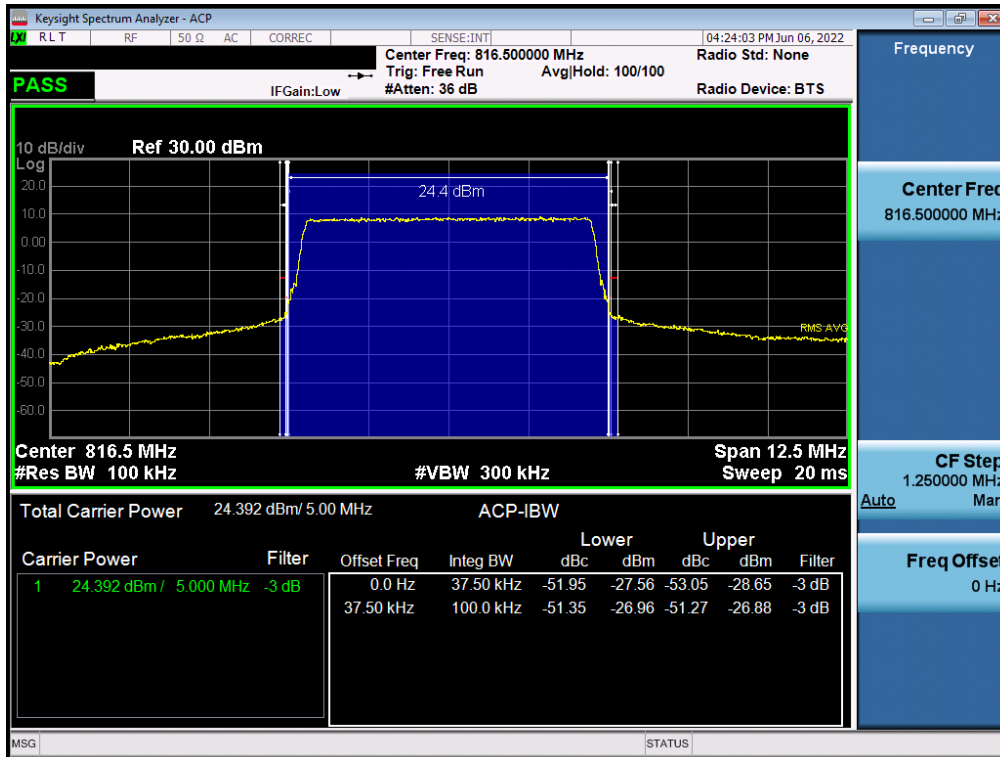 Keysight Spectrum Analyzer - ACP
LXI RLT RF 50 Ω AC CORREC SENSE:INT 04:24:03 PM Jun 06, 2022
Center Freq: 816.500000 MHz Radio Std: None
Trig: Free Run Avg|Hold: 100/100
PASS IFGain:Low #Atten: 36 dB Radio Device: BTS
Frequency
10 dB/div Ref 30.00 dBm
Log
20.0
24.4 dBm
10.0
0.00
-10.0
-20.0
-30.0
RMS AVG
-40.0
-50.0
-60.0
Center 816.5 MHz Span 12.5 MHz
#Res BW 100 kHz #VBW 300 kHz Sweep 20 ms
Center Freq
816.500000 MHz
CF Step
1.250000 MHz
Auto Man
Freq Offset
0 Hz
Total Carrier Power 24.392 dBm/ 5.00 MHz ACP-IBW
Lower Upper
Carrier Power Filter Offset Freq Integ BW dBc dBm dBc dBm Filter
1 24.392 dBm / 5.000 MHz -3 dB 0.0 Hz 37.50 kHz -51.95 -27.56 -53.05 -28.65 -3 dB
37.50 kHz 100.0 kHz -51.35 -26.96 -51.27 -26.88 -3 dB
MSG STATUS